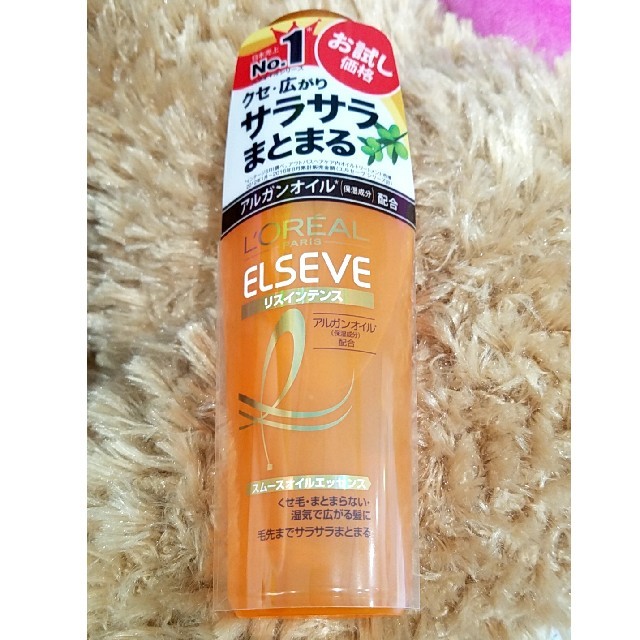 No.1
お試し
価格
クセ・広がり
サラサラ
まとまる
アルガンオイル* (保湿成分) 配合
L'ORÉAL
PARIS
ELSEVE
リスインテンス
アルガンオイル*
(保湿成分)
配合
スムースオイルエッセンス
くせ毛・まとまらない・
湿気で広がる髪に
毛先までサラサラまとまる